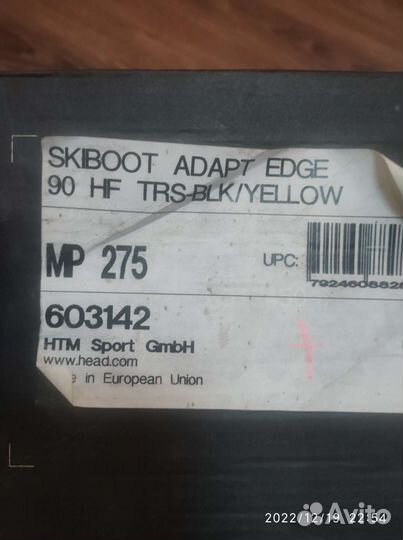 SKIBOOT ADAPT EDGE
90 HF TRS-BLK/YELLOW
MP 275
UPC:
603142
HTM Sport GmbH
www.head.com
in European Union
2022/12/19 22:54
Avito